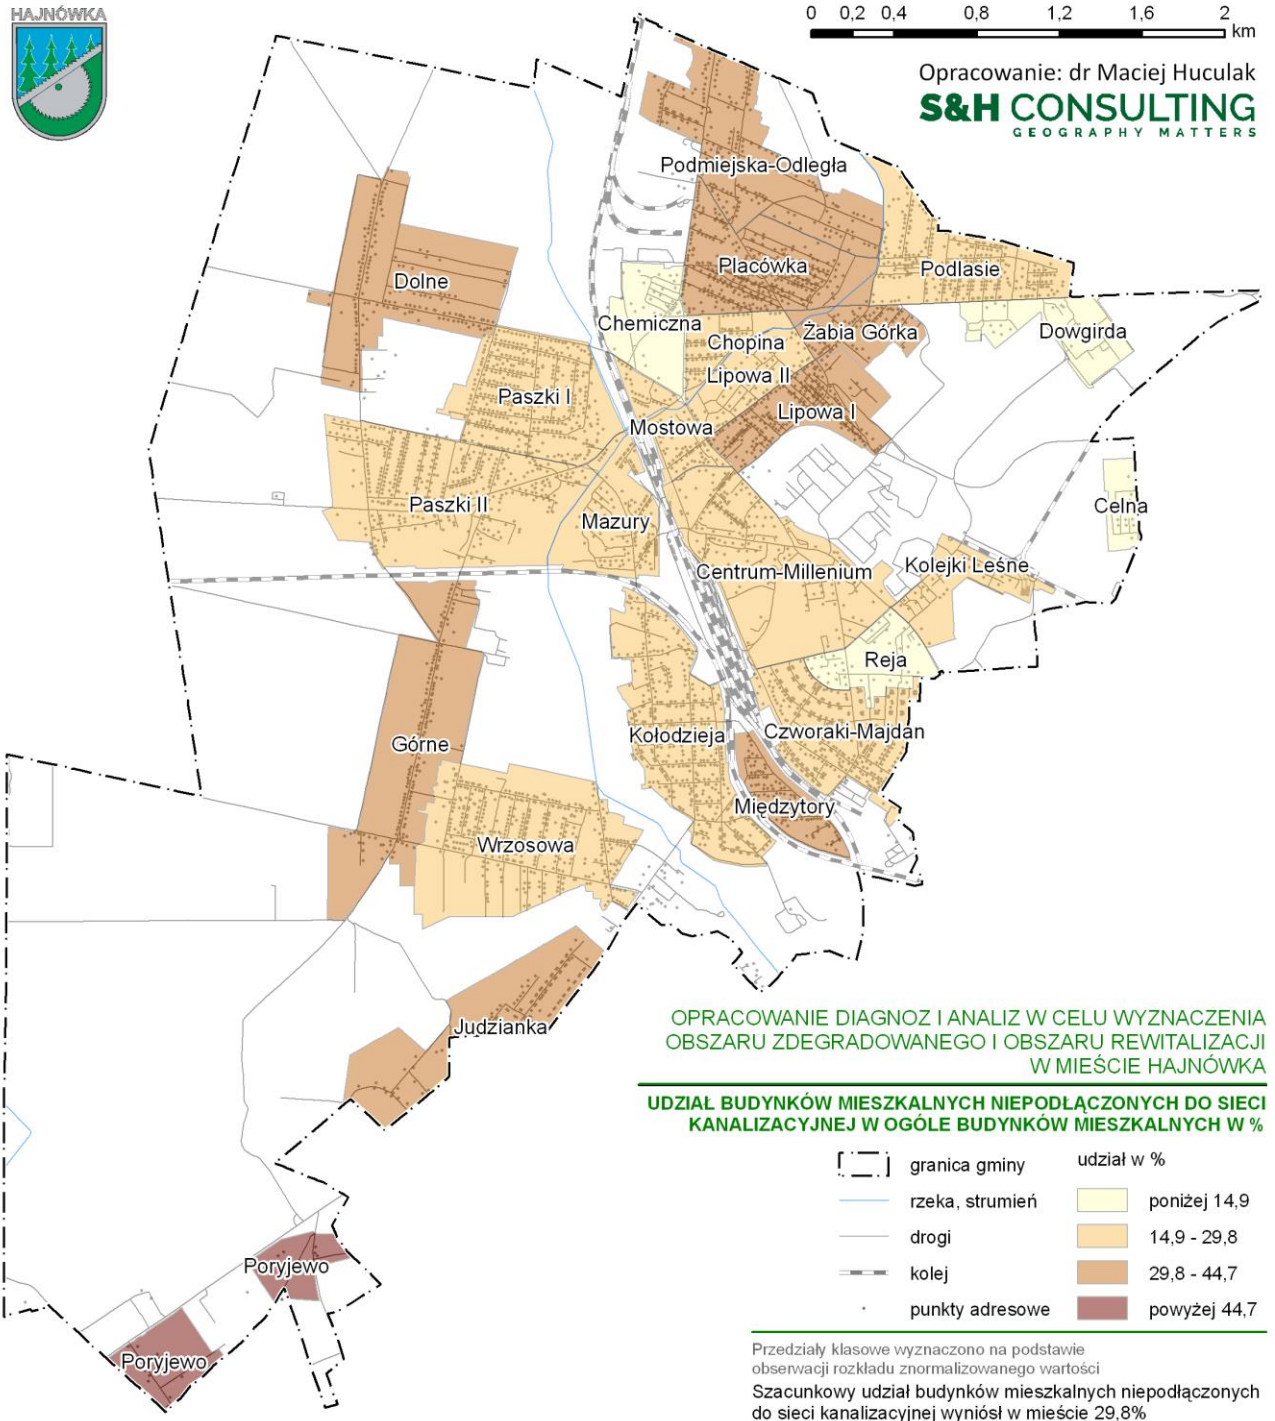 HAJNÓWKA
0 0,2 0,4 0,8 1,2 1,6 2
km
Opracowanie: dr Maciej Huculak
S&H CONSULTING
GEOGRAPHY MATTERS
Podmiejska-Odległa
Placówka
Podlasie
Dolne
Chemiczna
Chopina
Żabia Górka
Dowgirda
Lipowa II
Paszki I
Lipowa I
Mostowa
Paszki II
Mazury
Celna
Centrum-Millenium
Kolejki Leśne
Reja
Górne
Kołodzieja
Czworaki-Majdan
Międzytory
Wrzosowa
Judzianka
Poryjewo
Poryjewo
OPRACOWANIE DIAGNOZ I ANALIZ W CELU WYZNACZENIA
OBSZARU ZDEGRADOWANEGO I OBSZARU REWITALIZACJI
W MIEŚCIE HAJNÓWKA
UDZIAŁ BUDYNKÓW MIESZKALNYCH NIEPODŁĄCZONYCH DO SIECI
KANALIZACYJNEJ W OGÓLE BUDYNKÓW MIESZKALNYCH W %
granica gminy
rzeka, strumień
drogi
kolej
punkty adresowe
udział w %
poniżej 14,9
14,9 - 29,8
29,8 - 44,7
powyżej 44,7
Przedziały klasowe wyznaczono na podstawie
obserwacji rozkładu znormalizowanego wartości
Szacunkowy udział budynków mieszkalnych niepodłączonych
do sieci kanalizacyjnej wyniósł w mieście 29,8%